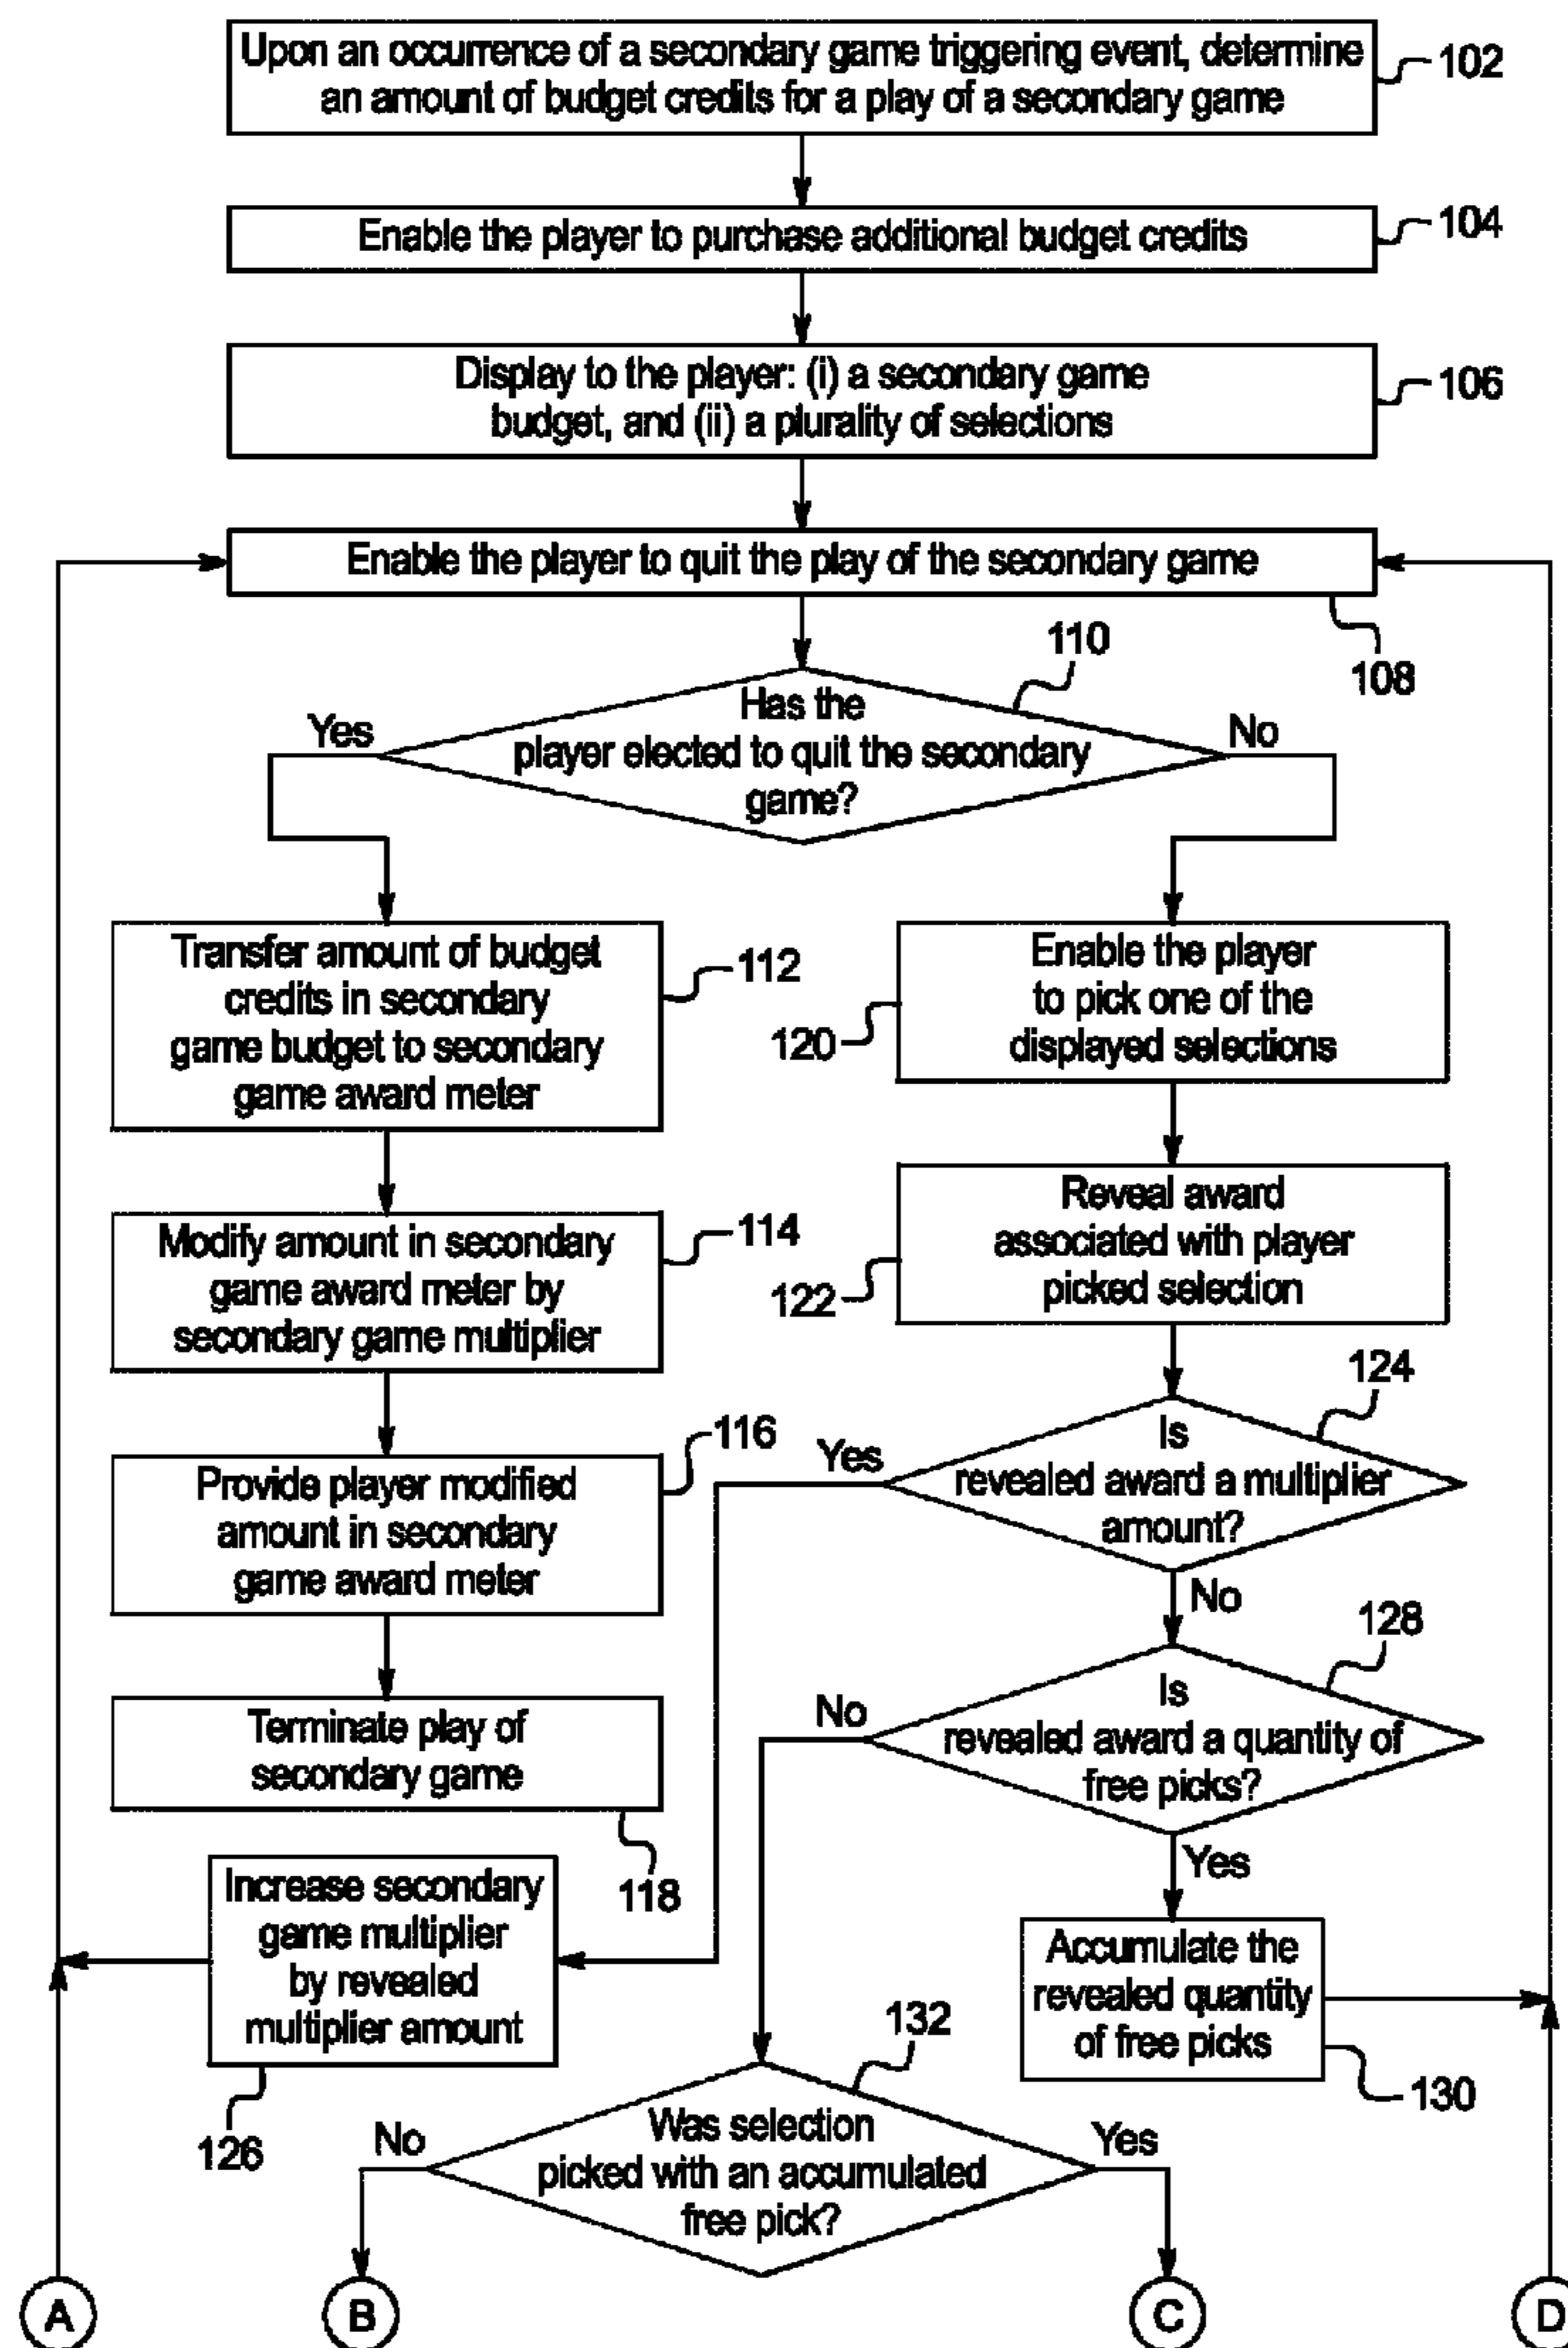 Upon an occurrence of a secondary game triggering event, determine
an amount of budget credits for a play of a secondary game
102
Enable the player to purchase additional budget credits
104
Display to the player: (i) a secondary game
budget, and (ii) a plurality of selections
106
Enable the player to quit the play of the secondary game
108
110
Has the
player elected to quit the secondary
game?
Yes
No
Transfer amount of budget
credits in secondary
game budget to secondary
game award meter
112
Modify amount in secondary
game award meter by
secondary game multiplier
114
Provide player modified
amount in secondary
game award meter
116
Terminate play of
secondary game
118
Enable the player
to pick one of the
displayed selections
120
Reveal award
associated with player
picked selection
122
124
Is
revealed award a multiplier
amount?
Yes
No
Increase secondary
game multiplier
by revealed
multiplier amount
126
128
Is
revealed award a quantity of
free picks?
No
Yes
Accumulate the
revealed quantity
of free picks
130
132
Was selection
picked with an accumulated
free pick?
No
Yes
A
B
C
D